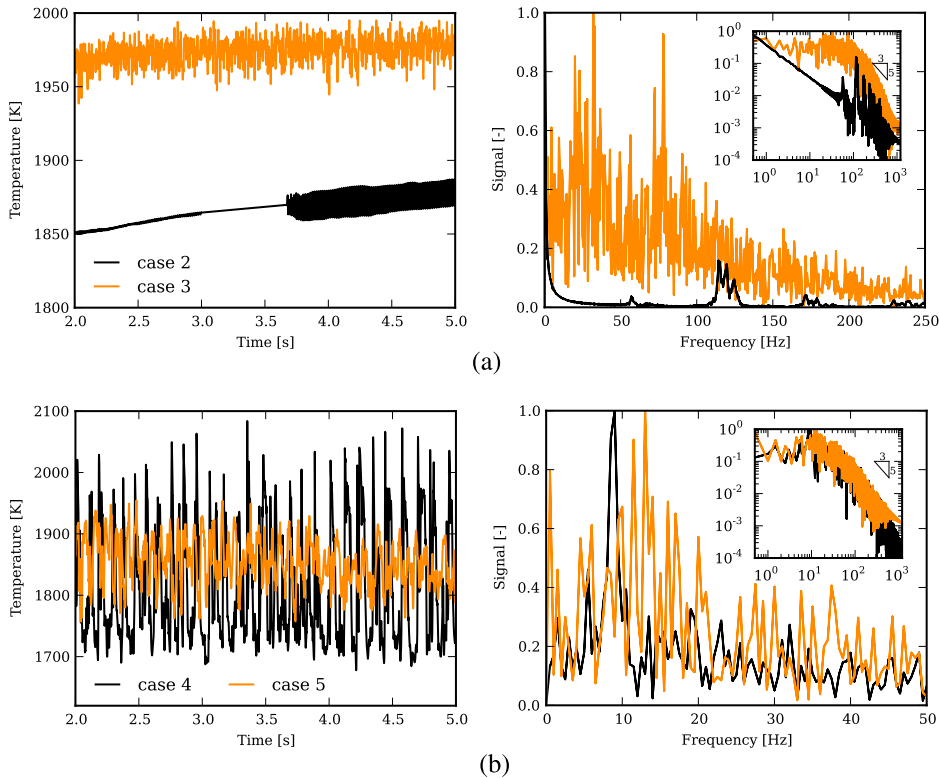 2000
1950
1900
1850
1800
Temperature [K]
case 2
case 3
2.0 2.5 3.0 3.5 4.0 4.5 5.0
Time [s]
1.0
0.8
0.6
0.4
0.2
0.0
Signal [-]
10^0
10^-1
10^-2
10^-3
10^-4
3
5
10^0 10^1 10^2 10^3
0 50 100 150 200 250
Frequency [Hz]
(a)
2100
2000
1900
1800
1700
Temperature [K]
case 4 case 5
2.0 2.5 3.0 3.5 4.0 4.5 5.0
Time [s]
1.0
0.8
0.6
0.4
0.2
0.0
Signal [-]
10^0
10^-1
10^-2
10^-3
10^-4
3
5
10^0 10^1 10^2 10^3
0 10 20 30 40 50
Frequency [Hz]
(b)